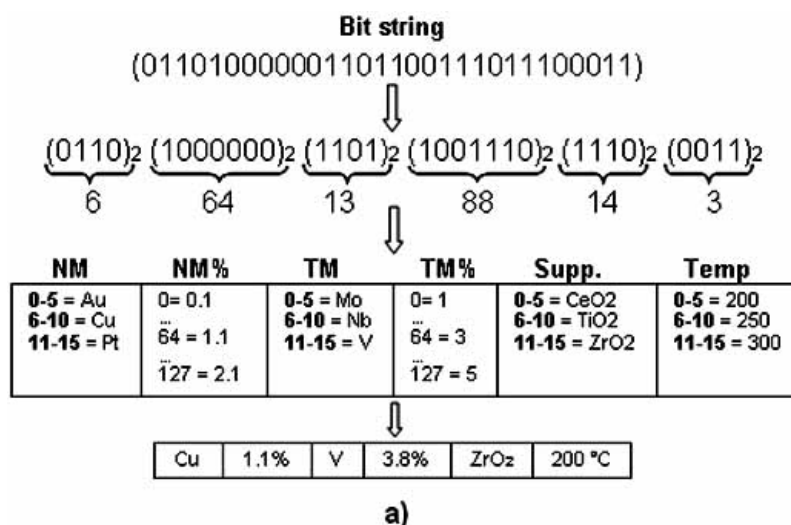 Bit string
(011010000001101100111011100011)
(0110)2 (1000000)2 (1101)2 (1001110)2 (1110)2 (0011)2
6 64 13 88 14 3
NM NM% TM TM% Supp. Temp
0-5 = Au 0= 0.1 0-5 = Mo 0= 1 0-5 = CeO2 0-5 = 200
6-10 = Cu ... 6-10 = Nb ... 6-10 = TiO2 6-10 = 250
11-15 = Pt 64 = 1.1 11-15 = V 64 = 3 11-15 = ZrO2 11-15 = 300
... ...
127 = 2.1 127 = 5
Cu 1.1% V 3.8% ZrO₂ 200 ºC
a)